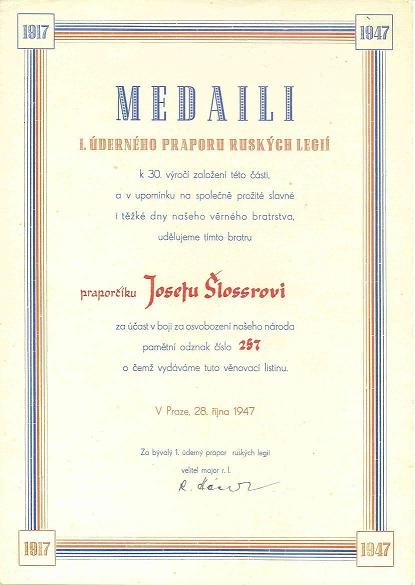 1917 1947
MEDAILI
1. ÚDERNÉHO PRAPORU RUSKÝCH LEGIÍ
k 30. výročí založení této části,
a v upomínku na společně prožité slavné
i těžké dny našeho věrného bratrstva,
udělujeme tímto bratru
praporčíku Josefu Šlossrovi
za účast v boji za osvobození našeho národa
pamětní odznak číslo 257
o čemž vydáváme tuto věnovací listinu.
V Praze, 28. října 1947
Za bývalý 1. úderný prapor ruských legií
velitel major r. l.
1917 1947